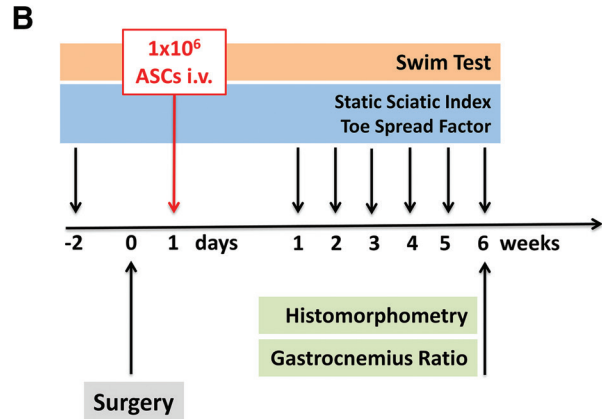 B
1x10⁶
ASCs i.v.
Swim Test
Static Sciatic Index
Toe Spread Factor
-2 0 1 days 1 2 3 4 5 6 weeks
Histomorphometry
Gastrocnemius Ratio
Surgery